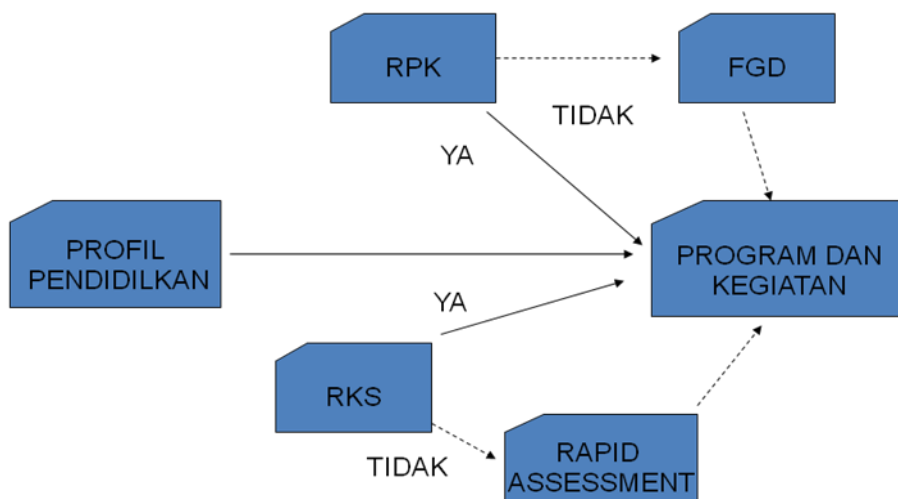 RPK
FGD
TIDAK
YA
PROFIL
PENDIDILKAN
PROGRAM DAN
KEGIATAN
YA
RKS
TIDAK
RAPID
ASSESSMENT